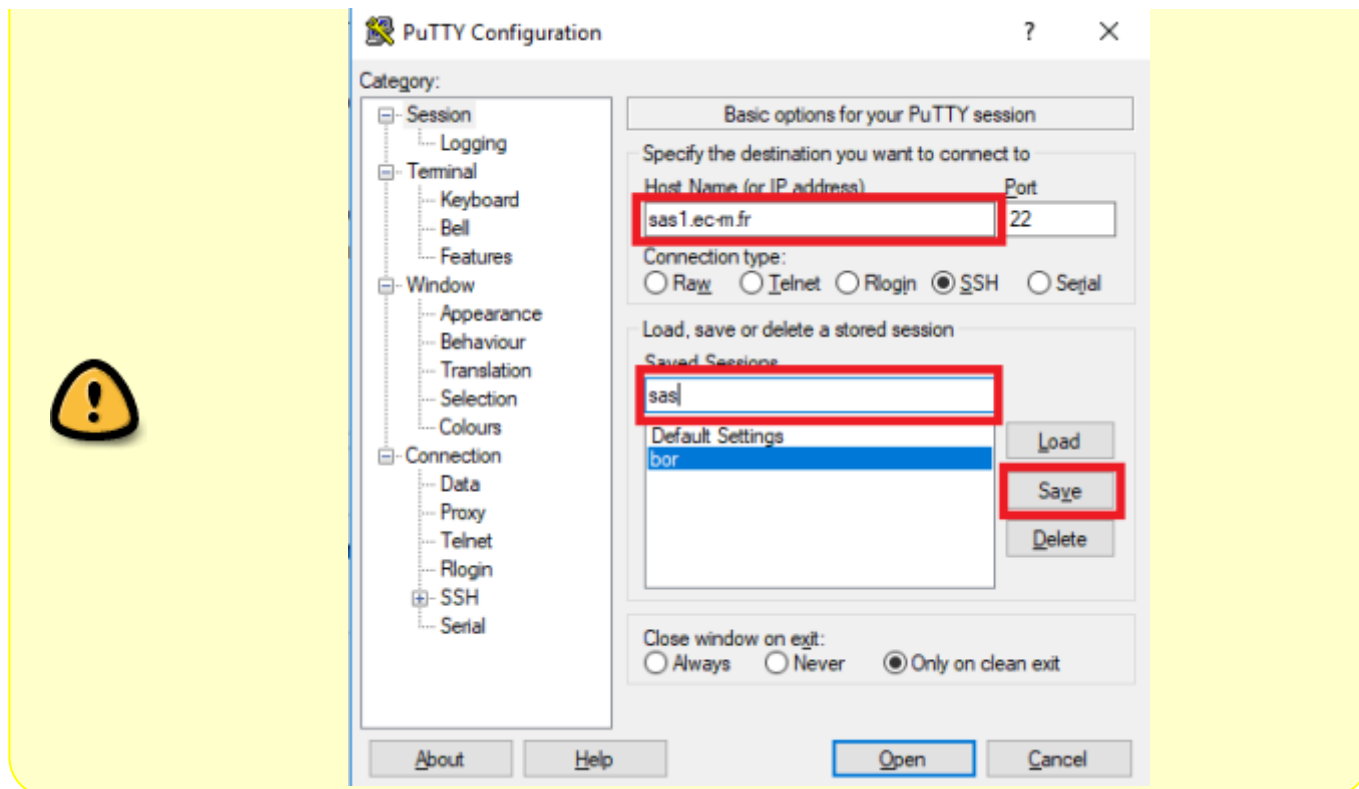 PuTTY Configuration ? ×
Category:
Session
Logging
Terminal
Keyboard
Bell
Features
Window
Appearance
Behaviour
Translation
Selection
Colours
Connection
Data
Proxy
Telnet
Rlogin
SSH
Serial
Basic options for your PuTTY session
Specify the destination you want to connect to
Host Name (or IP address) Port
sas1.ec-m.fr 22
Connection type:
Raw Telnet Rlogin SSH Serial
Load, save or delete a stored session
Saved Sessions
sas
Default Settings
bor
Load
Save
Delete
Close window on exit:
Always Never Only on clean exit
About Help Open Cancel